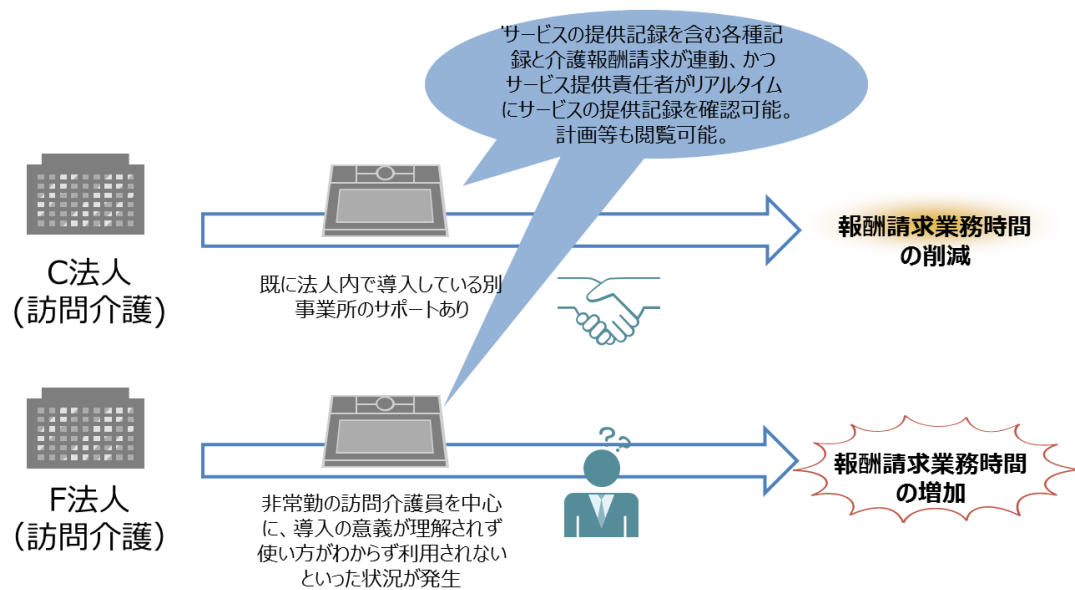 'サービスの提供記録を含む各種記
録と介護報酬請求が連動、かつ
サービス提供責任者がリアルタイム
にサービスの提供記録を確認可能。
計画等も閲覧可能。
C法人
(訪問介護)
既に法人内で導入している別
事業所のサポートあり
報酬請求業務時間
の削減
F法人
(訪問介護)
非常勤の訪問介護員を中心
に、導入の意義が理解されず
使い方がわからず利用されない
といった状況が発生
??
報酬請求業務時間
の増加